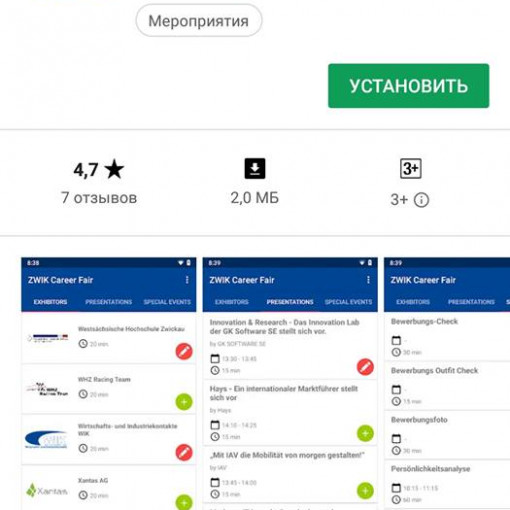 Мероприятия
УСТАНОВИТЬ
4,7 ★
7 отзывов
2,0 МБ
3+
3+
8:38
ZWIK Career Fair
EXHIBITORS PRESENTATIONS SPECIAL EVENTS
Westsächsische Hochschule Zwickau
20 min
WHZ Racing Team
20 min
Wirtschafts- und Industriekontakte
WIK
20 min
Xantas
Xantas AG
20 min
8:39
ZWIK Career Fair
EXHIBITORS PRESENTATIONS SPECIAL EVENTS
Innovation & Research - Das Innovation Lab
der GK Software SE stellt sich vor.
by GK SOFTWARE SE
13:30 - 13:45
15 min
Hays - Ein internationaler Marktführer stellt
sich vor
by Hays
14:10 - 14:25
15 min
„Mit IAV die Mobilität von morgen gestalten!"
by IAV
13:45 - 14:00
15 min
8:39
ZWIK Career Fair
EXHIBITORS PRESENTATIONS S
Bewerbungs-Check
-
30 min
Bewerbungs Outfit Check
-
15 min
Bewerbungsfoto
-
30 min
Persönlichkeitsanalyse
10:15 - 11:15
60 min